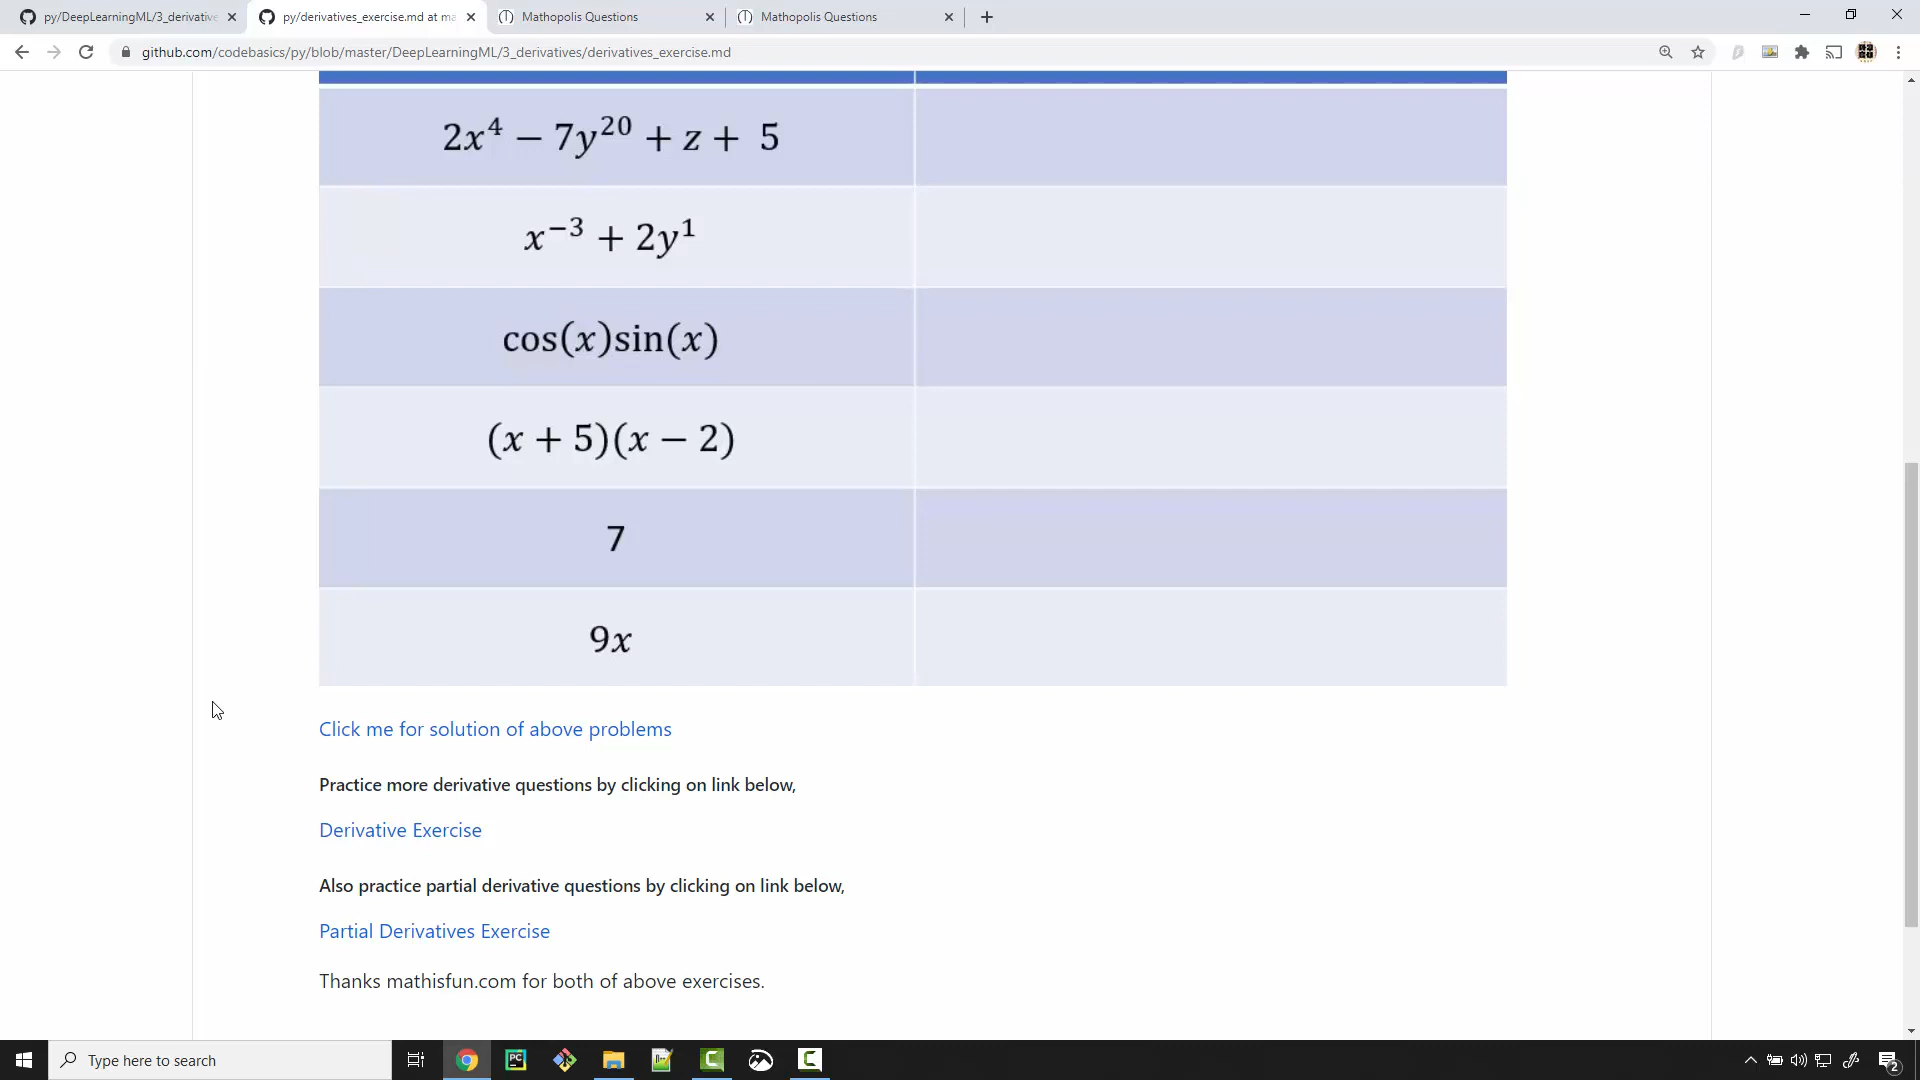 py/DeepLearningML/3_derivative
py/derivatives_exercise.md at ma
Mathopolis Questions
Mathopolis Questions
github.com/codebasics/py/blob/master/DeepLearningML/3_derivatives/derivatives_exercise.md
2x⁴ − 7y²⁰ + z + 5
x⁻³ + 2y¹
cos(x)sin(x)
(x + 5)(x − 2)
7
9x
Click me for solution of above problems
Practice more derivative questions by clicking on link below,
Derivative Exercise
Also practice partial derivative questions by clicking on link below,
Partial Derivatives Exercise
Thanks mathisfun.com for both of above exercises.
Type here to search
PC
2